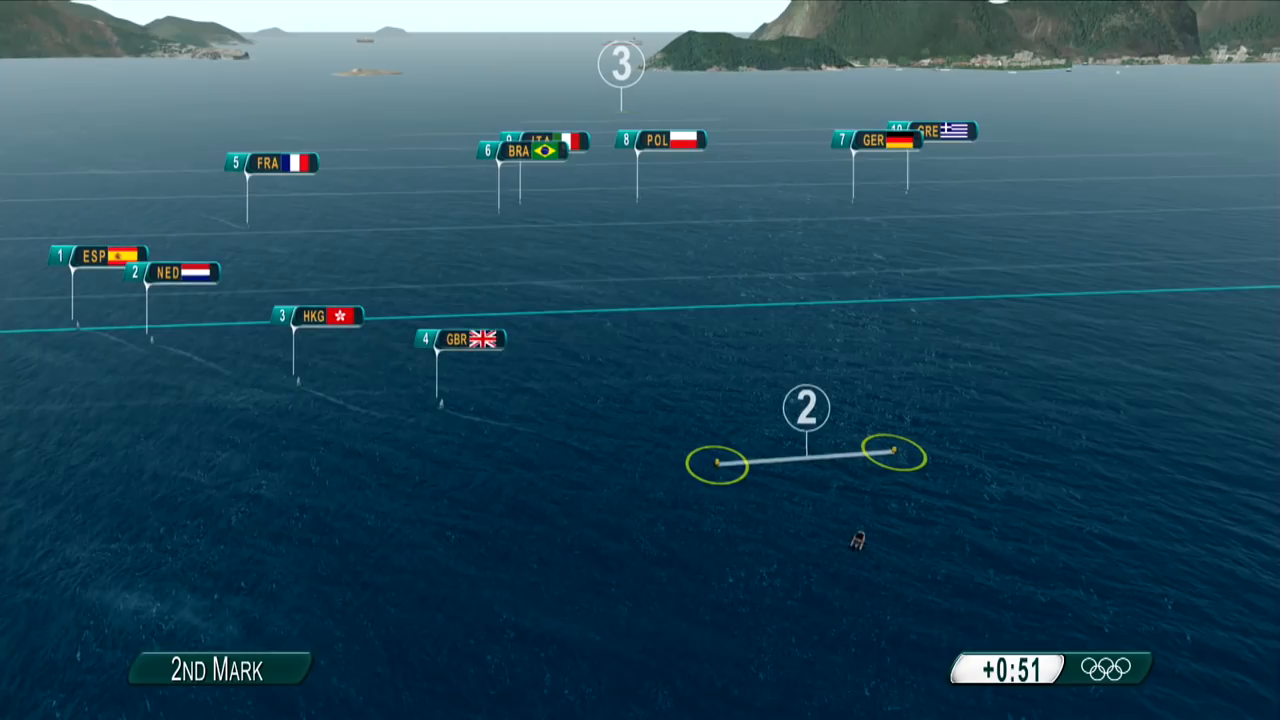 3
9 ITA
8 POL
7 GER
10 GRE
6 BRA
5 FRA
1 ESP
2 NED
3 HKG
4 GBR
2
2ND MARK
+0:51